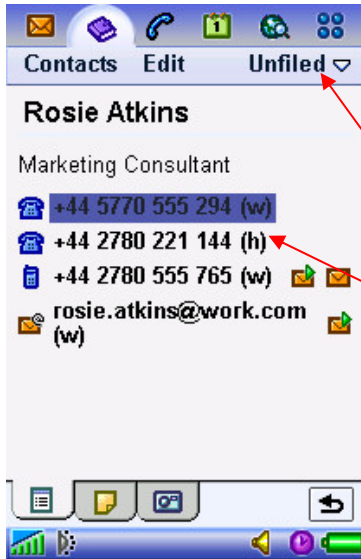 1
Contacts Edit Unfiled
Rosie Atkins
Marketing Consultant
+44 5770 555 294 (w)
+44 2780 221 144 (h)
+44 2780 555 765 (w)
rosie.atkins@work.com
(w)